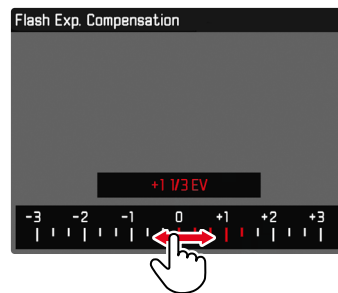 Flash Exp. Compensation
+1 1/3 EV
-3 -2 -1 0 +1 +2 +3